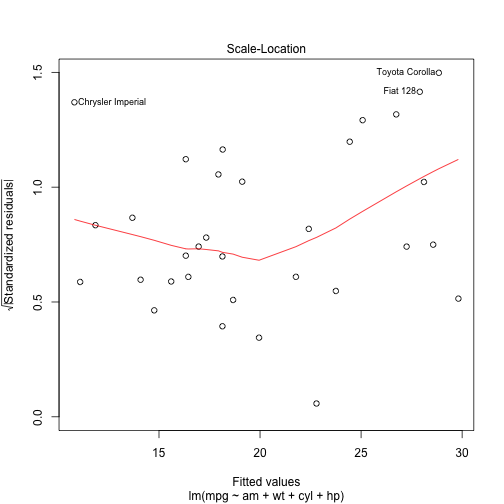 Scale-Location
1.5
Toyota Corolla
Fiat 128
Chrysler Imperial
1.0
√|Standardized residuals|
0.5
0.0
15 20 25 30
Fitted values
lm(mpg ~ am + wt + cyl + hp)